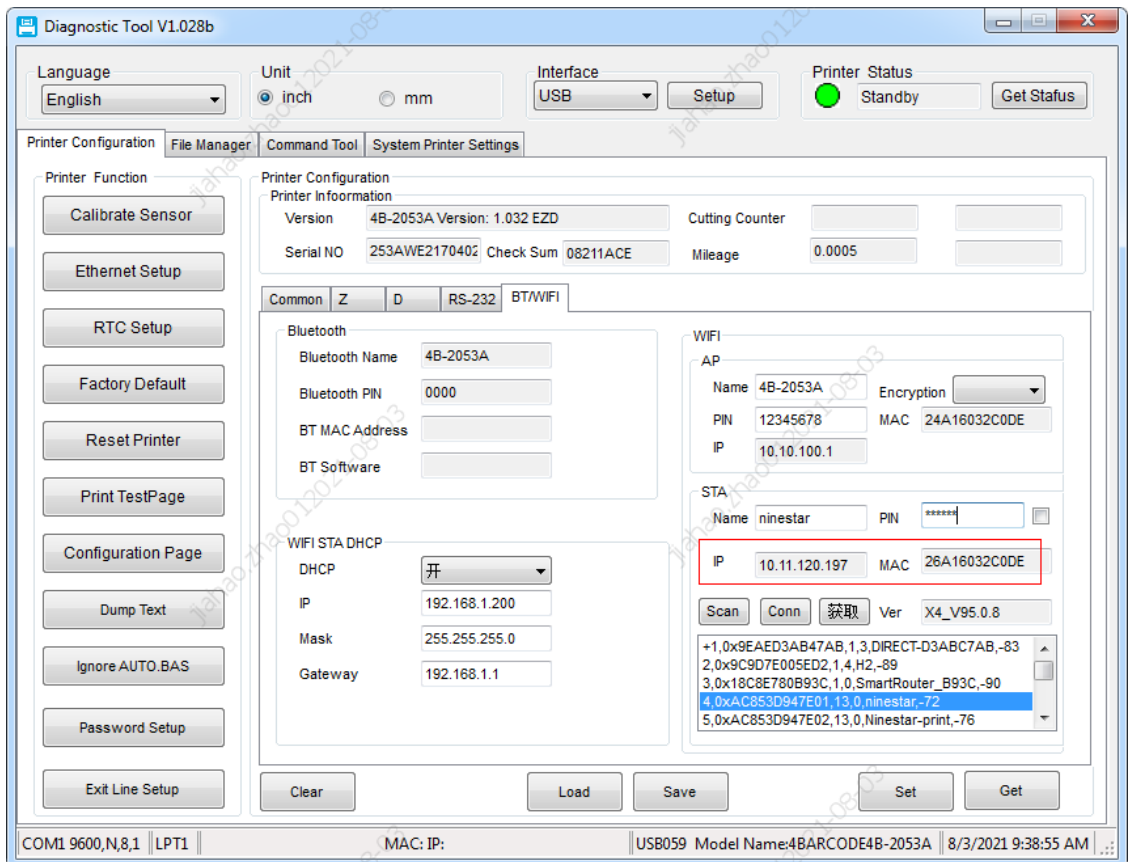 Diagnostic Tool V1.028b
Language
Unit
Interface
Printer Status
English
inch
mm
USB
Setup
Standby
Get Stafus
Printer Configuration
File Manager
Command Tool
System Printer Settings
Printer Function
Calibrate Sensor
Ethernet Setup
RTC Setup
Factory Default
Reset Printer
Print TestPage
Configuration Page
Dump Text
Ignore AUTO.BAS
Password Setup
Exit Line Setup
Printer Configuration
Printer Infoormation
Version 4B-2053A Version: 1.032 EZD Cutting Counter
Serial NO 253AWE2170402 Check Sum 08211ACE Mileage 0.0005
Common Z D RS-232 BT/WIFI
Bluetooth
Bluetooth Name 4B-2053A
Bluetooth PIN 0000
BT MAC Address
BT Software
WIFI STA DHCP
DHCP 开
IP 192.168.1.200
Mask 255.255.255.0
Gateway 192.168.1.1
WIFI
AP
Name 4B-2053A Encryption
PIN 12345678 MAC 24A16032C0DE
IP 10.10.100.1
STA
Name ninestar PIN ******
IP 10.11.120.197 MAC 26A16032C0DE
Scan Conn 获取 Ver X4_V95.0.8
+1,0x9EAED3AB47AB,1,3,DIRECT-D3ABC7AB,-83
2,0x9C9D7E005ED2,1,4,H2,-89
3,0x18C8E780B93C,1,0,SmartRouter_B93C,-90
4,0xAC853D947E01,13,0,ninestar,-72
5,0xAC853D947E02,13,0,Ninestar-print,-76
Clear Load Save Set Get
COM1 9600,N,8,1 LPT1 MAC: IP: USB059 Model Name:4BARCODE4B-2053A 8/3/2021 9:38:55 AM
jiahao.zhao012021-08-03